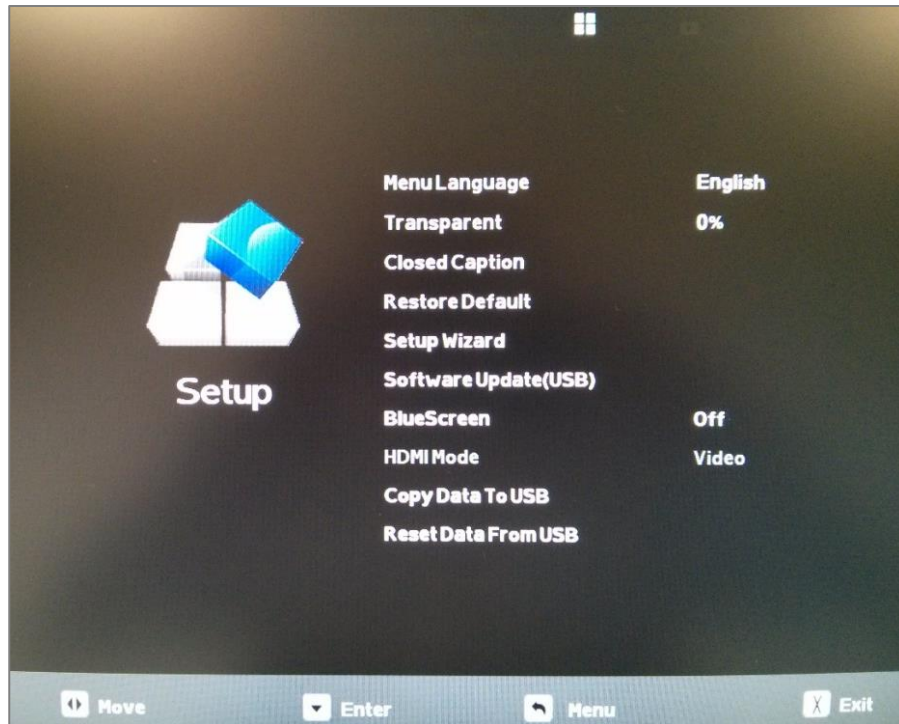 Menu Language English
Transparent 0%
Closed Caption
Restore Default
Setup Wizard
Software Update(USB)
Setup
BlueScreen Off
HDMI Mode Video
Copy Data To USB
Reset Data From USB
Move Enter Menu X Exit